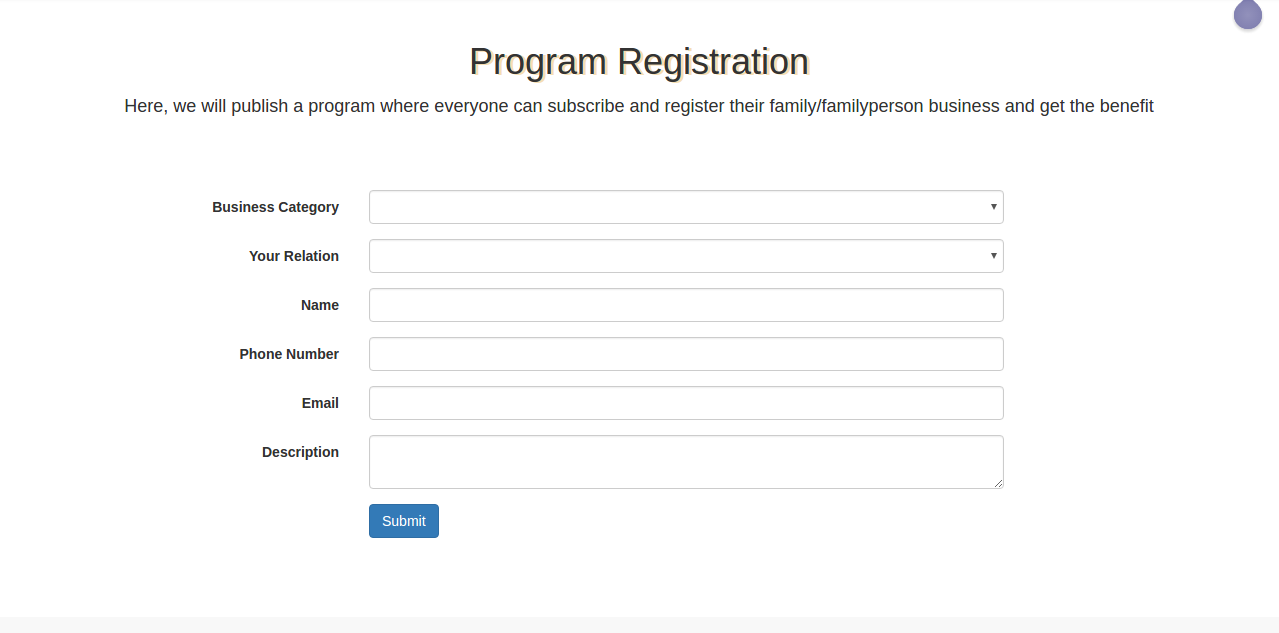 Program Registration
Here, we will publish a program where everyone can subscribe and register their family/familyperson business and get the benefit
Business Category
Your Relation
Name
Phone Number
Email
Description
Submit